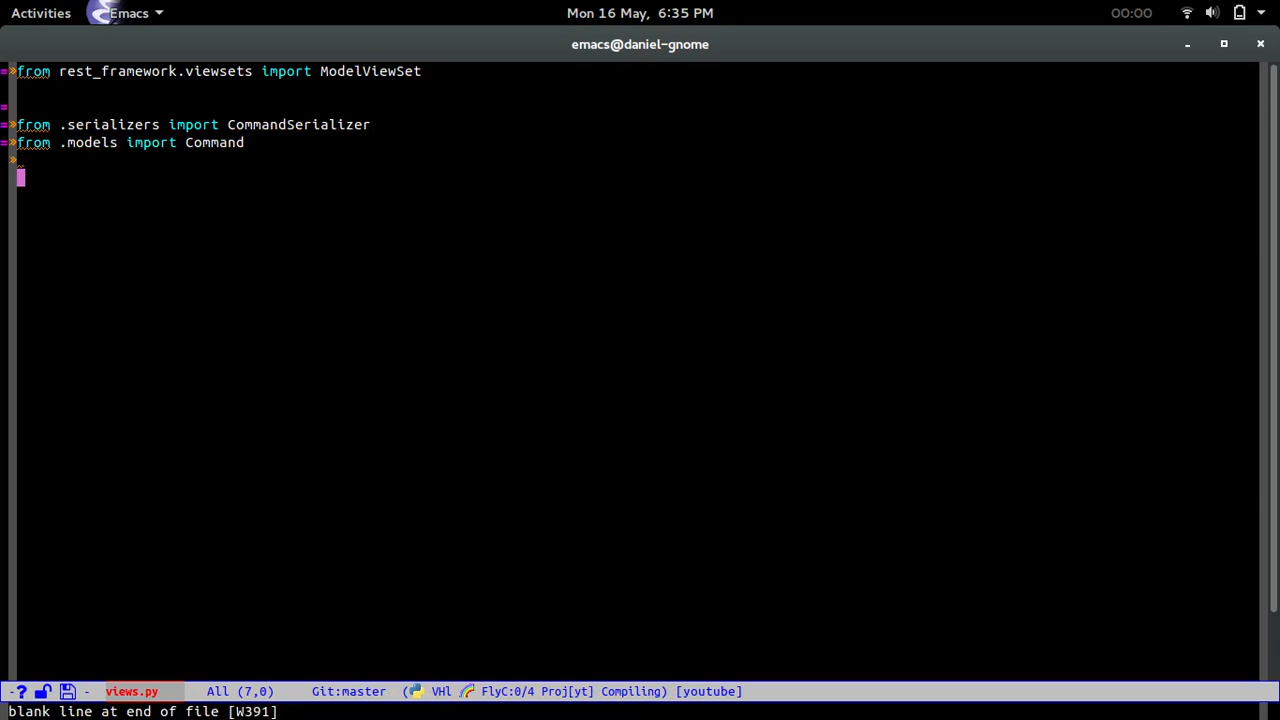 Activities Emacs Mon 16 May, 6:35 PM 00:00
emacs@daniel-gnome
from rest_framework.viewsets import ModelViewSet
from .serializers import CommandSerializer
from .models import Command
-? - views.py All (7,0) Git:master ( VHl FlyC:0/4 Proj[yt] Compiling) [youtube]
blank line at end of file [W391]